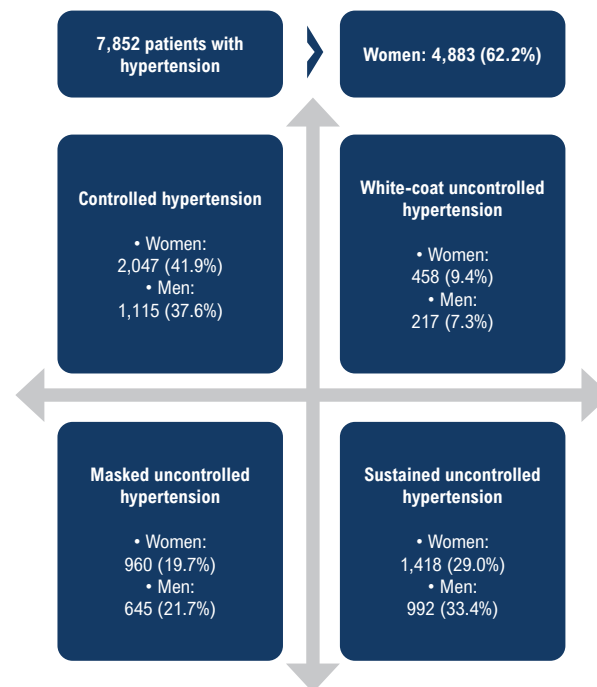 7,852 patients with
hypertension
Women: 4,883 (62.2%)
Controlled hypertension
• Women:
2,047 (41.9%)
• Men:
1,115 (37.6%)
White-coat uncontrolled
hypertension
• Women:
458 (9.4%)
• Men:
217 (7.3%)
Masked uncontrolled
hypertension
• Women:
960 (19.7%)
• Men:
645 (21.7%)
Sustained uncontrolled
hypertension
• Women:
1,418 (29.0%)
• Men:
992 (33.4%)